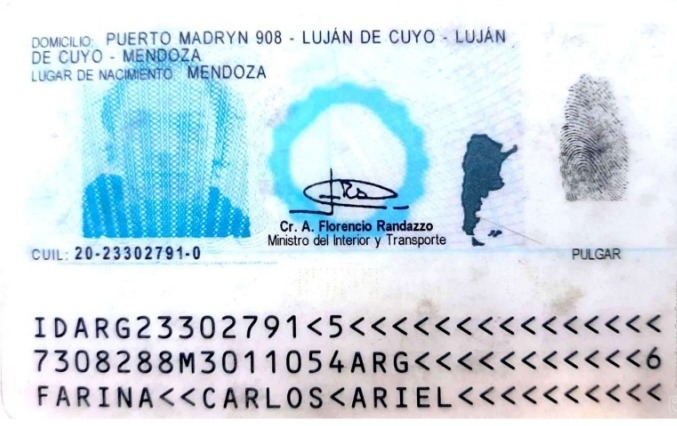 DOMICILIO: PUERTO MADRYN 908 - LUJÁN DE CUYO - LUJÁN
DE CUYO - MENDOZA
LUGAR DE NACIMIENTO: MENDOZA
Cr. A. Florencio Randazzo
Ministro del Interior y Transporte
CUIL: 20-23302791-0
PULGAR
IDARG23302791<5<<<<<<<<<<<<<<<
7308288M3011054ARG<<<<<<<<<<<6
FARINA<<CARLOS<ARIEL<<<<<<<<<<